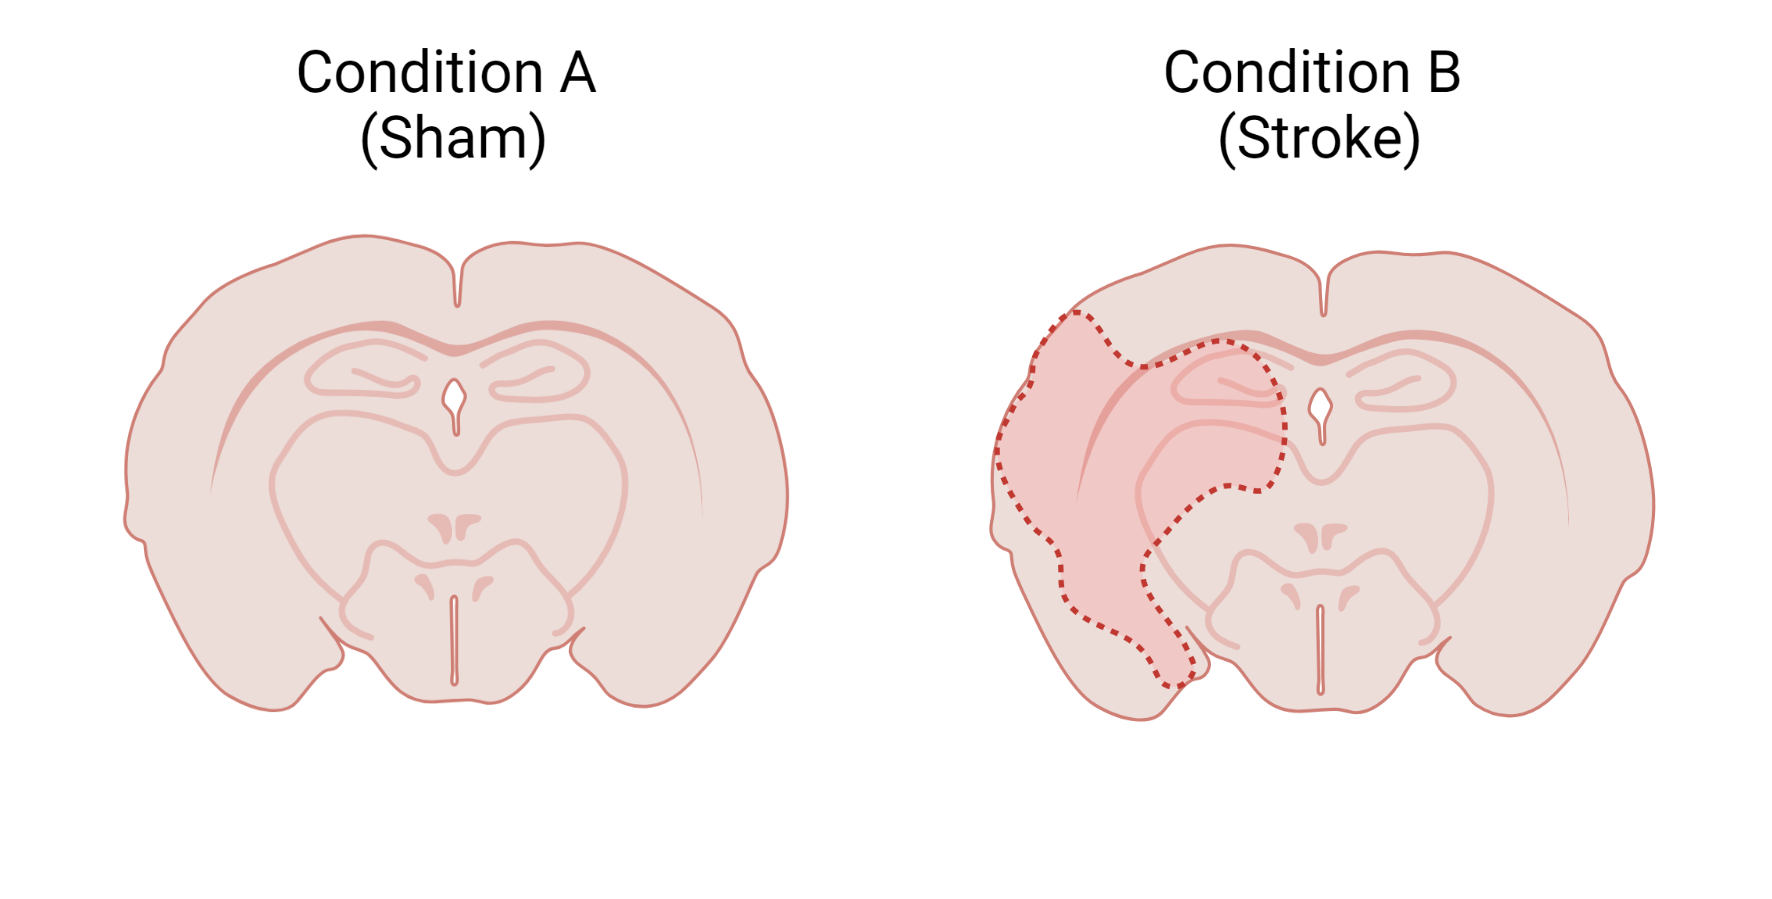 Condition A
(Sham)
Condition B
(Stroke)